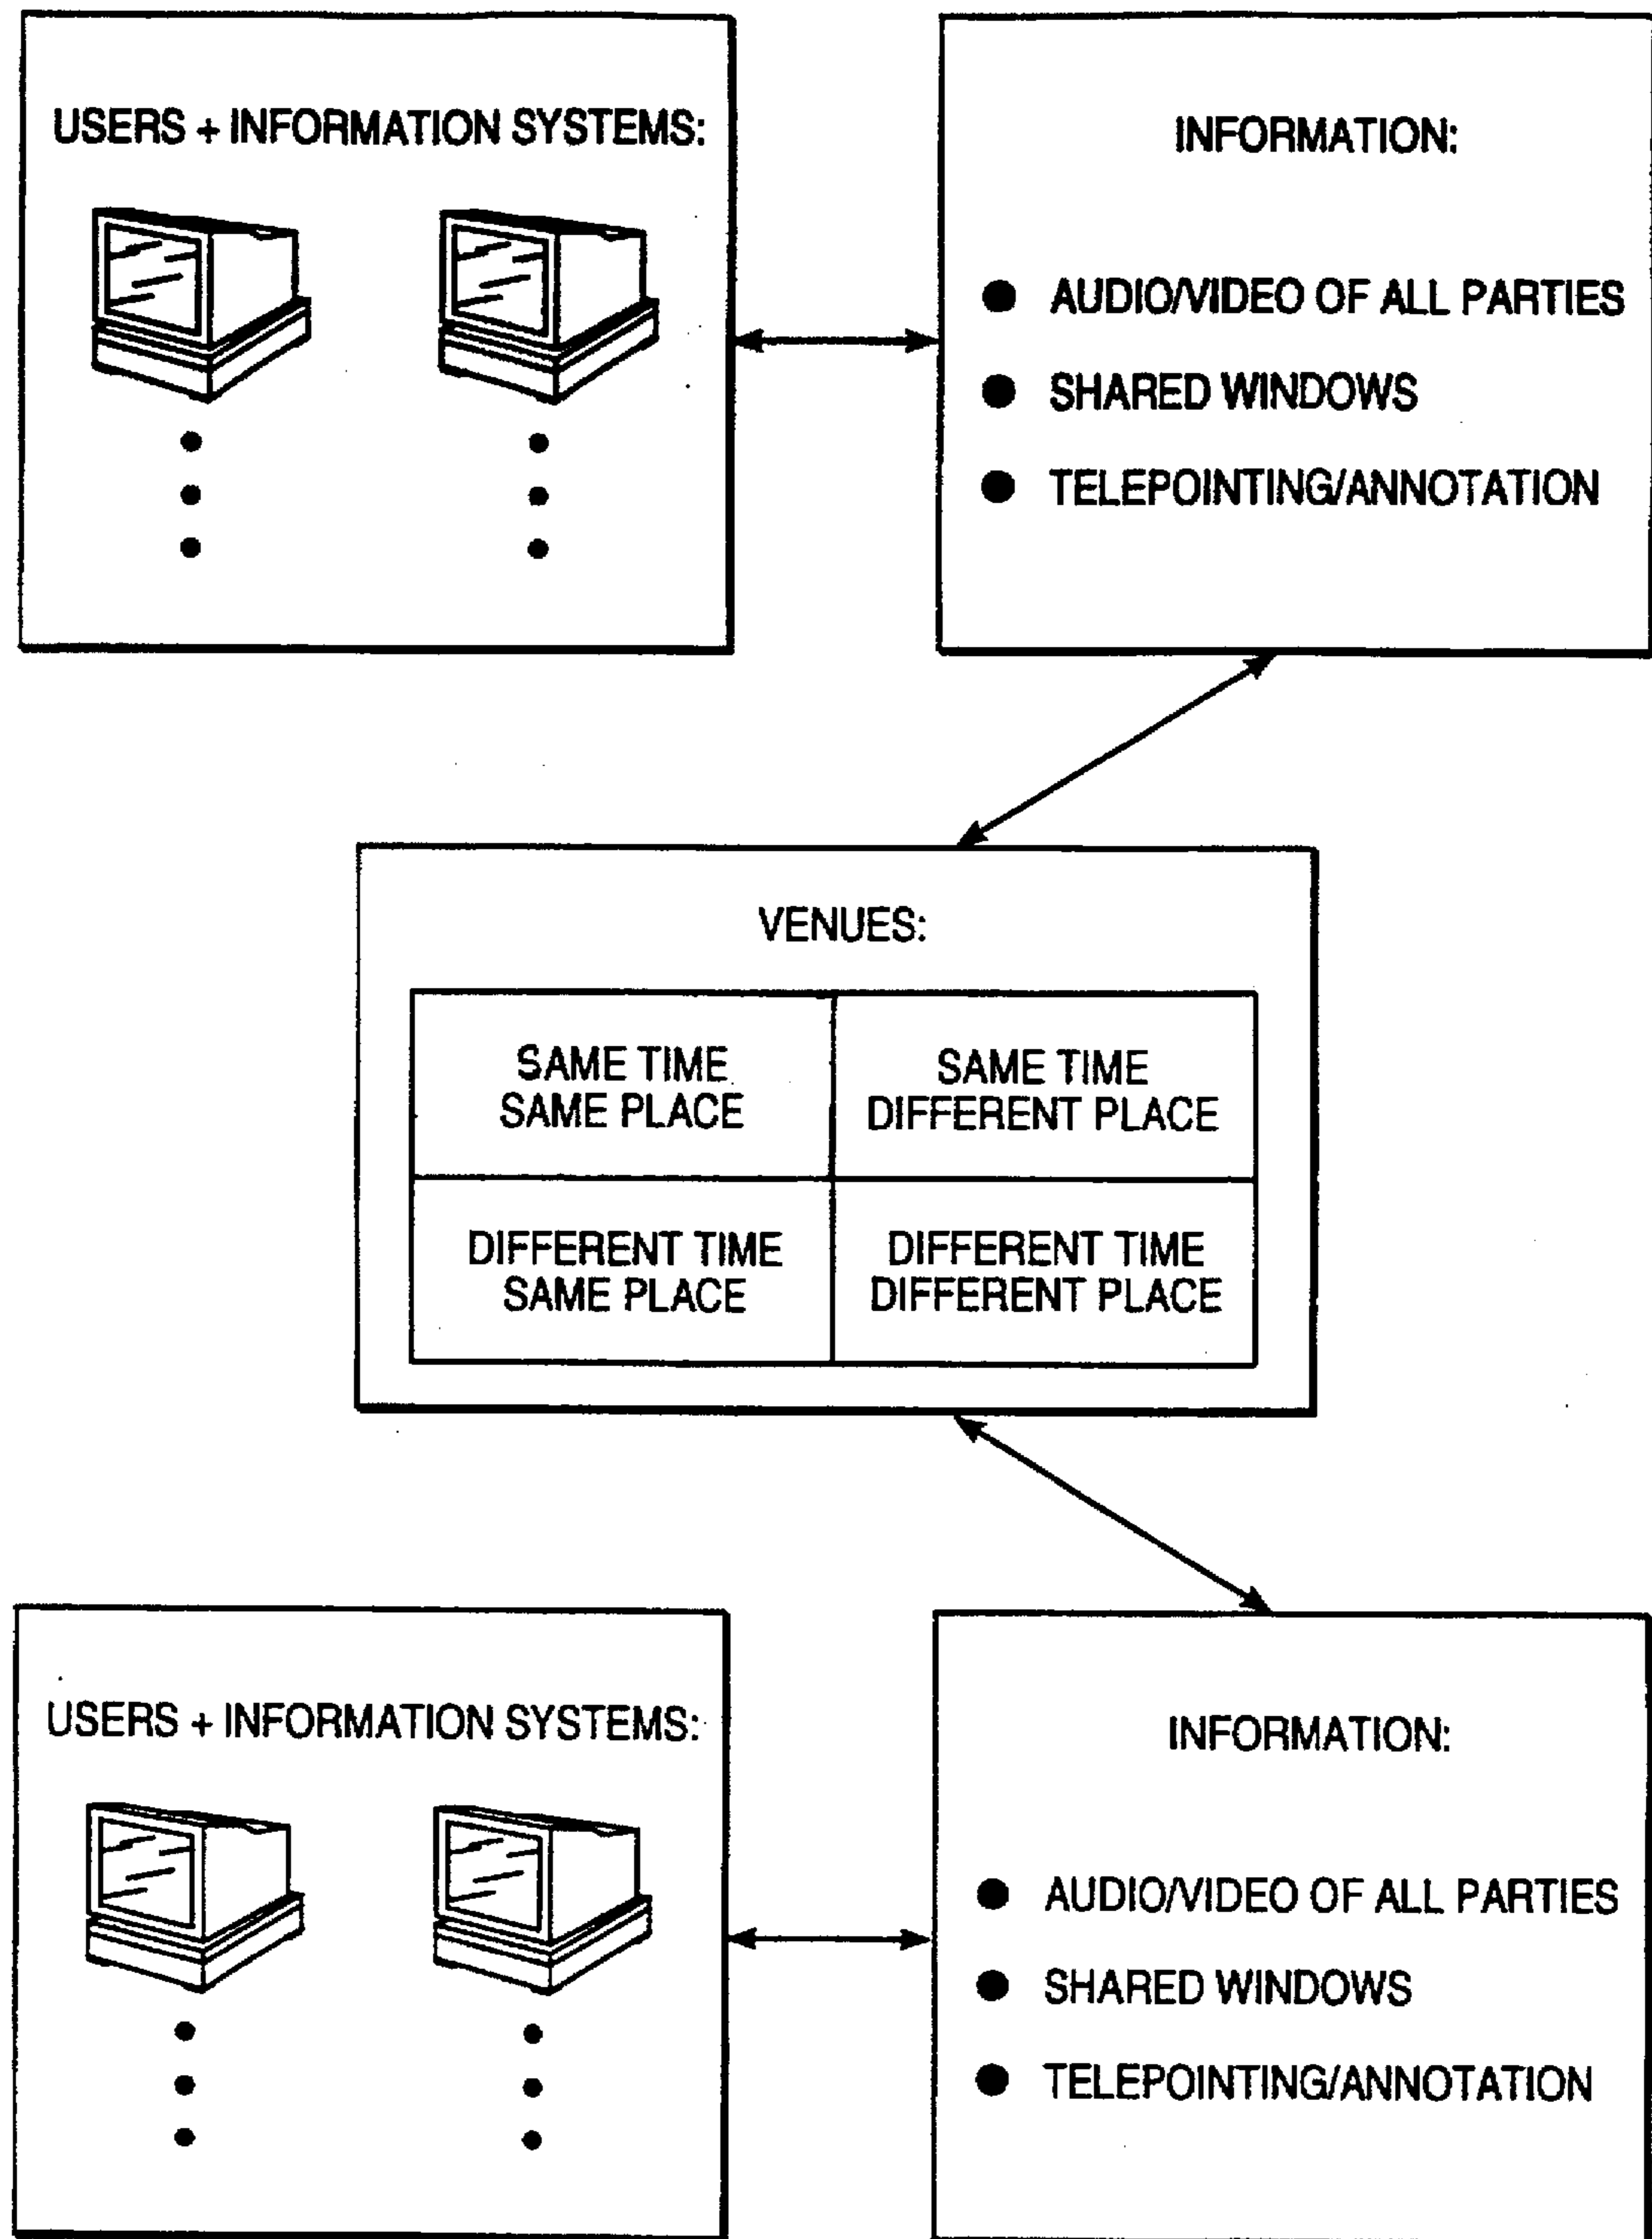 USERS + INFORMATION SYSTEMS:
INFORMATION:
● AUDIO/VIDEO OF ALL PARTIES
● SHARED WINDOWS
● TELEPOINTING/ANNOTATION
VENUES:
SAME TIME
SAME PLACE
SAME TIME
DIFFERENT PLACE
DIFFERENT TIME
SAME PLACE
DIFFERENT TIME
DIFFERENT PLACE
USERS + INFORMATION SYSTEMS:
INFORMATION:
● AUDIO/VIDEO OF ALL PARTIES
● SHARED WINDOWS
● TELEPOINTING/ANNOTATION